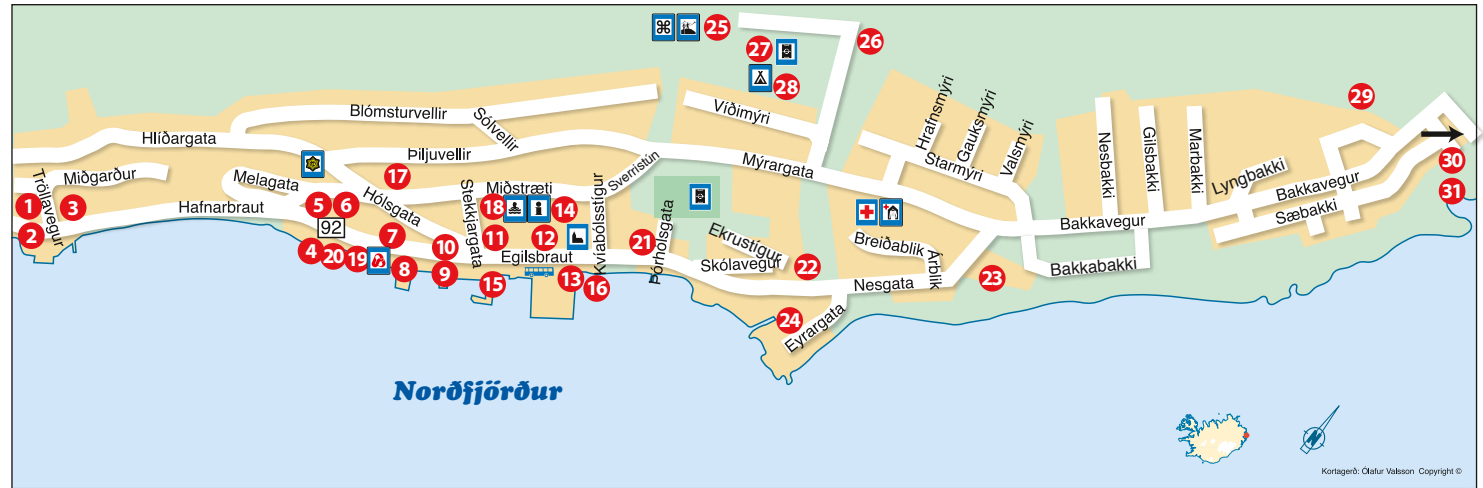 25
26
27
28
29
Blómsturvellir
Sólvellir
Víðimýri
Hlíðargata
Þiljuvellir
Mýrargata
Hrafnsmýri
Gauksmýri
Valsmýri
Starmýri
Nesbakki
Gilsbakki
Marbakki
Lyngbakki
Bakkavegur
Sæbakki
30
31
Miðgarður
Melagata
17
Hólsgata
Miðstræti
Sverristún
Tröllavegur
1
3
2
Hafnarbraut
5
6
92
4
20
19
7
8
10
9
Stekkjargata
18
14
11
12
Egilsbraut
Kviabólsstígur
21
Þórhólsgata
Ekrustígur
Skólavegur
22
Breiðablik
Árblik
Bakkavegur
Bakkabakki
15
13
16
Nesgata
23
24
Eyrargata
Norðfjörður
N
Kortagerð: Ólafur Valsson Copyright ©